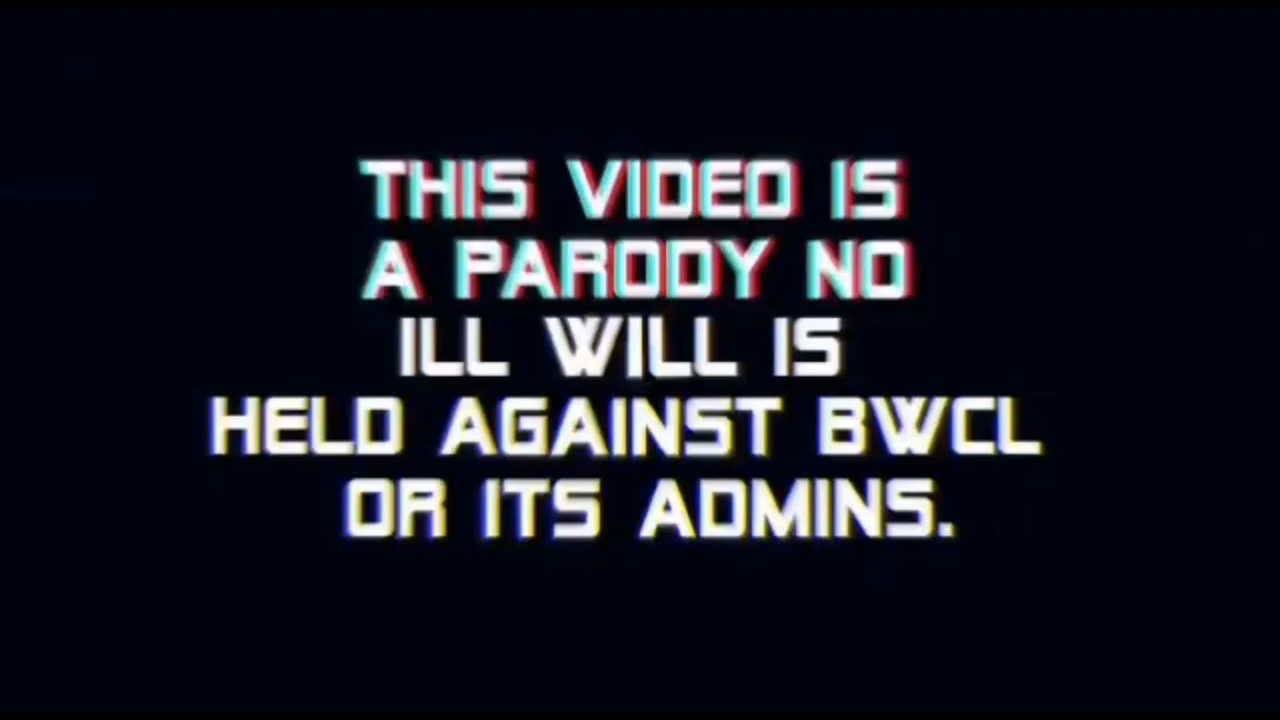 THIS VIDEO IS
A PARODY NO
ILL WILL IS
HELD AGAINST BWCL
OR ITS ADMINS.